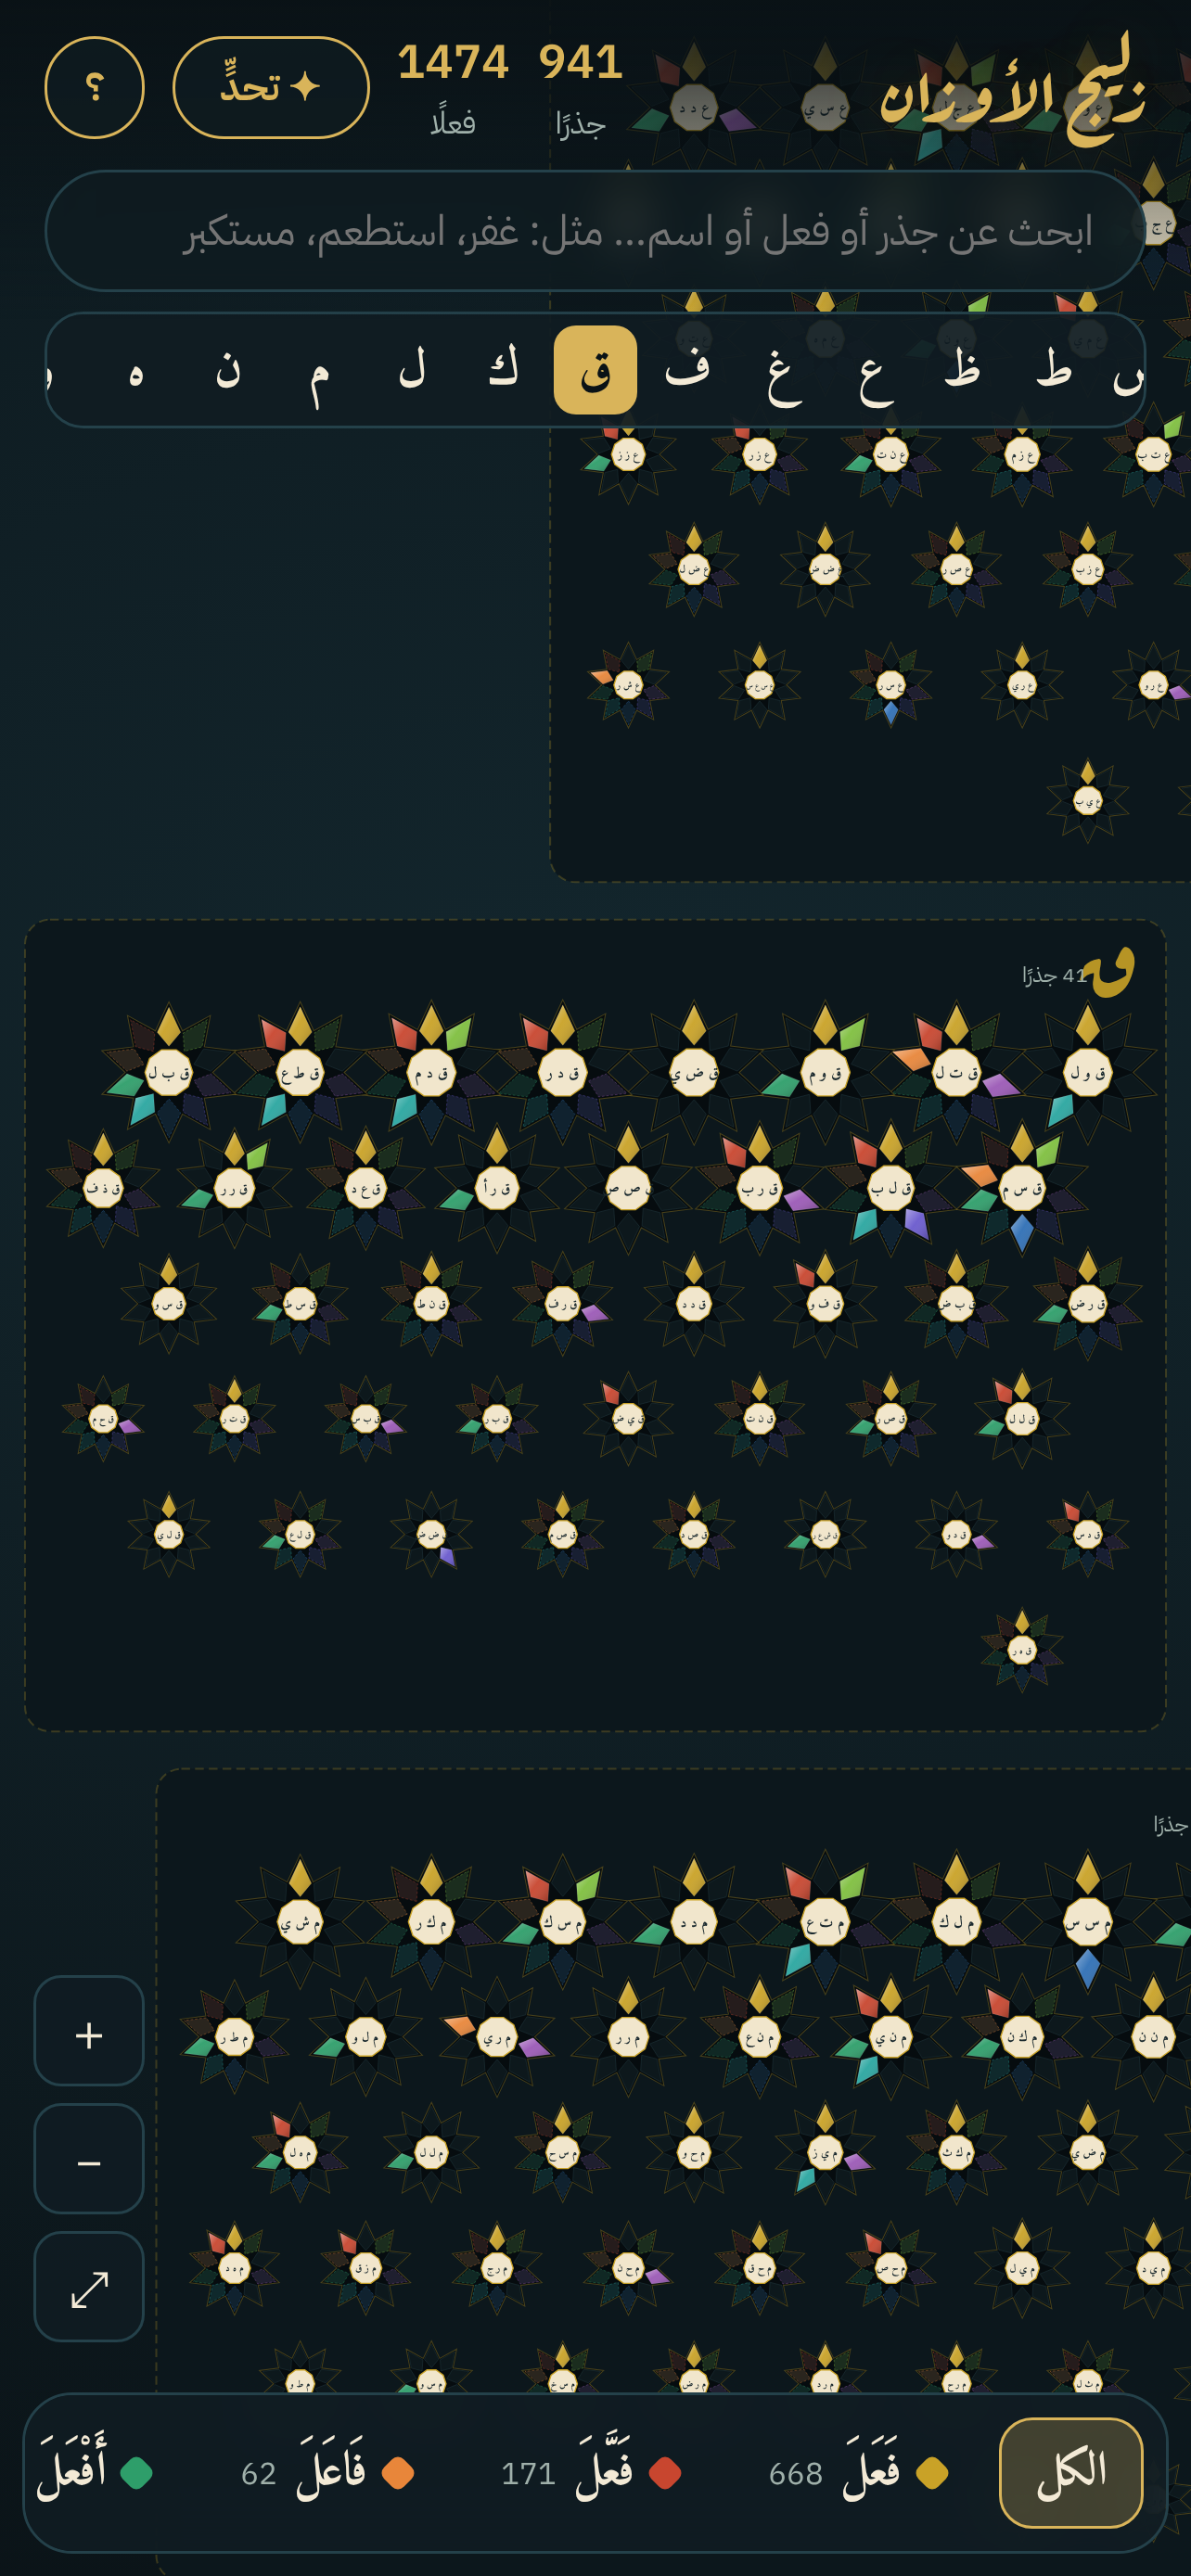 زليج الأوزان
941 جذرًا
1474 فعلًا
✦ تحدٍّ
؟
ابحث عن جذر أو فعل أو اسم... مثل: غفر، استطعم، مستكبر
ط ظ ع غ ف ق ك ل م ن ه
ع س ي ع د د
ع ت ب ع ز م ع ن ت ع ز ر ع ز ز
ع ز ب ع ص ر ع ض ض ع ض ل
ع ر و ع ر ي ع س ر ع س ع س ع ش ر
ع ي ب
ق
41 جذرًا
ق و ل ق ت ل ق و م ق ض ي ق د ر ق د م ق ط ع ق ب ل
ق س م ق ل ب ق ر ب ق ص ص ق ر أ ق ع د ق ر ر ق ذ ف
ق ر ض ق ب ض ق ف و ق د د ق ر ف ق ن ط ق س ط ق س و
ق ل ل ق ص ر ق ن ت ق ي ض ق ب ر ق ب س ق ت ر ق ح م
ق د س ق د و ق ش ع ر ق ص د ق ص م ق ض ض ق ل ع ق ل ي
ق ه ر
جذرًا
م س س م ل ك م ت ع م د د م س ك م ك ر م ش ي
م ن ن م ك ن م ن ي م ن ع م ر ر م ر ي م ل و م ط ر
م ض ي م ك ث م ي ز م ح و م س ح م ل ل م ه ل
م ي د م ي ل م ح ص م ح ق م ح ن م ر ج م ز ق م ه د
م ث ل م ر ح م ر د م ر ض م س خ م س و م ط و
+
−
الكل
فَعَلَ 668
فَعَّلَ 171
فَاعَلَ 62
أَفْعَلَ